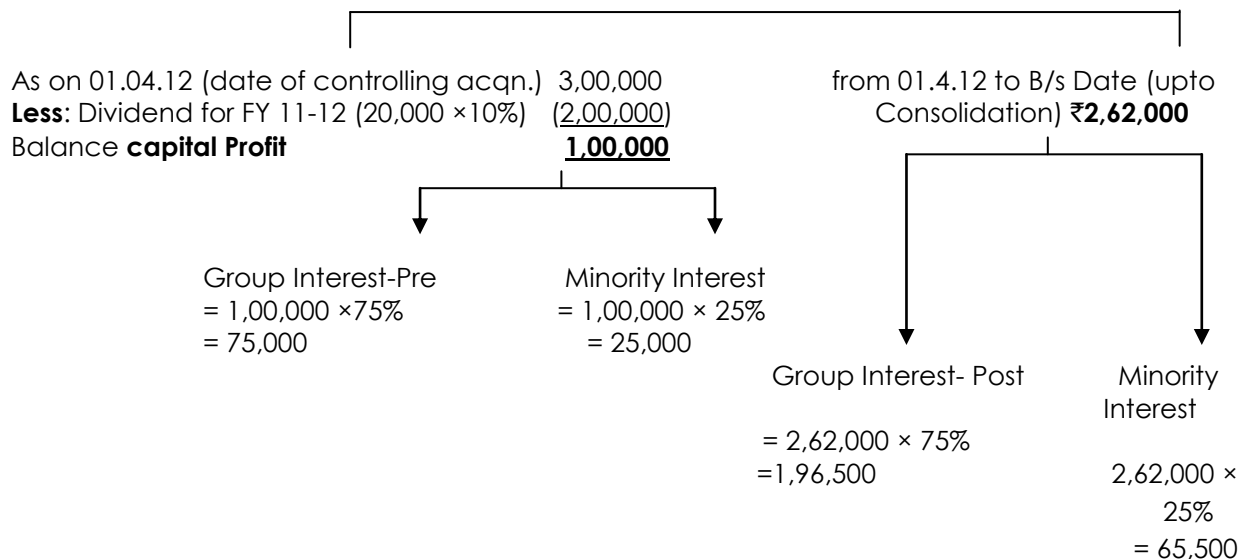 As on 01.04.12 (date of controlling acqn.) 3,00,000
Less: Dividend for FY 11-12 (20,000 ×10%) (2,00,000)
Balance capital Profit 1,00,000
from 01.4.12 to B/s Date (upto
Consolidation) ₹2,62,000
Group Interest-Pre
= 1,00,000 ×75%
= 75,000
Minority Interest
= 1,00,000 × 25%
= 25,000
Group Interest- Post
= 2,62,000 × 75%
=1,96,500
Minority
Interest
2,62,000 ×
25%
= 65,500